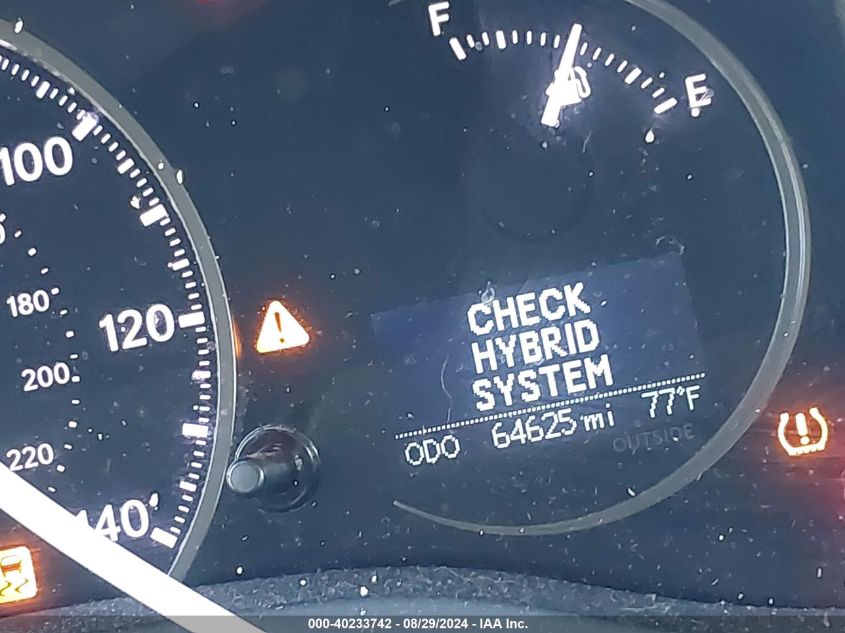 F
E
100
180
120
200
220
140
CHECK
HYBRID
SYSTEM
ODO 64625 mi 77°F
OUTSIDE
000-40233742 - 08/29/2024 - IAA Inc.